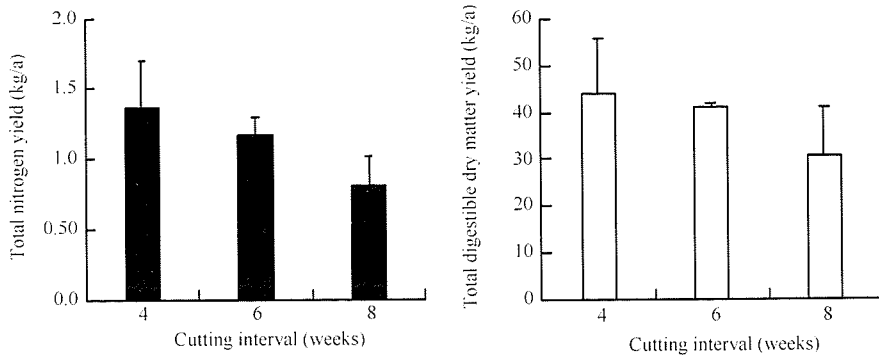 Total nitrogen yield (kg/a)
2.0
1.5
1.0
0.50
0.0
4 6 8
Cutting interval (weeks)
Total digestible dry matter yield (kg/a)
60
50
40
30
40
10
0
4 6 8
Cutting interval (weeks)